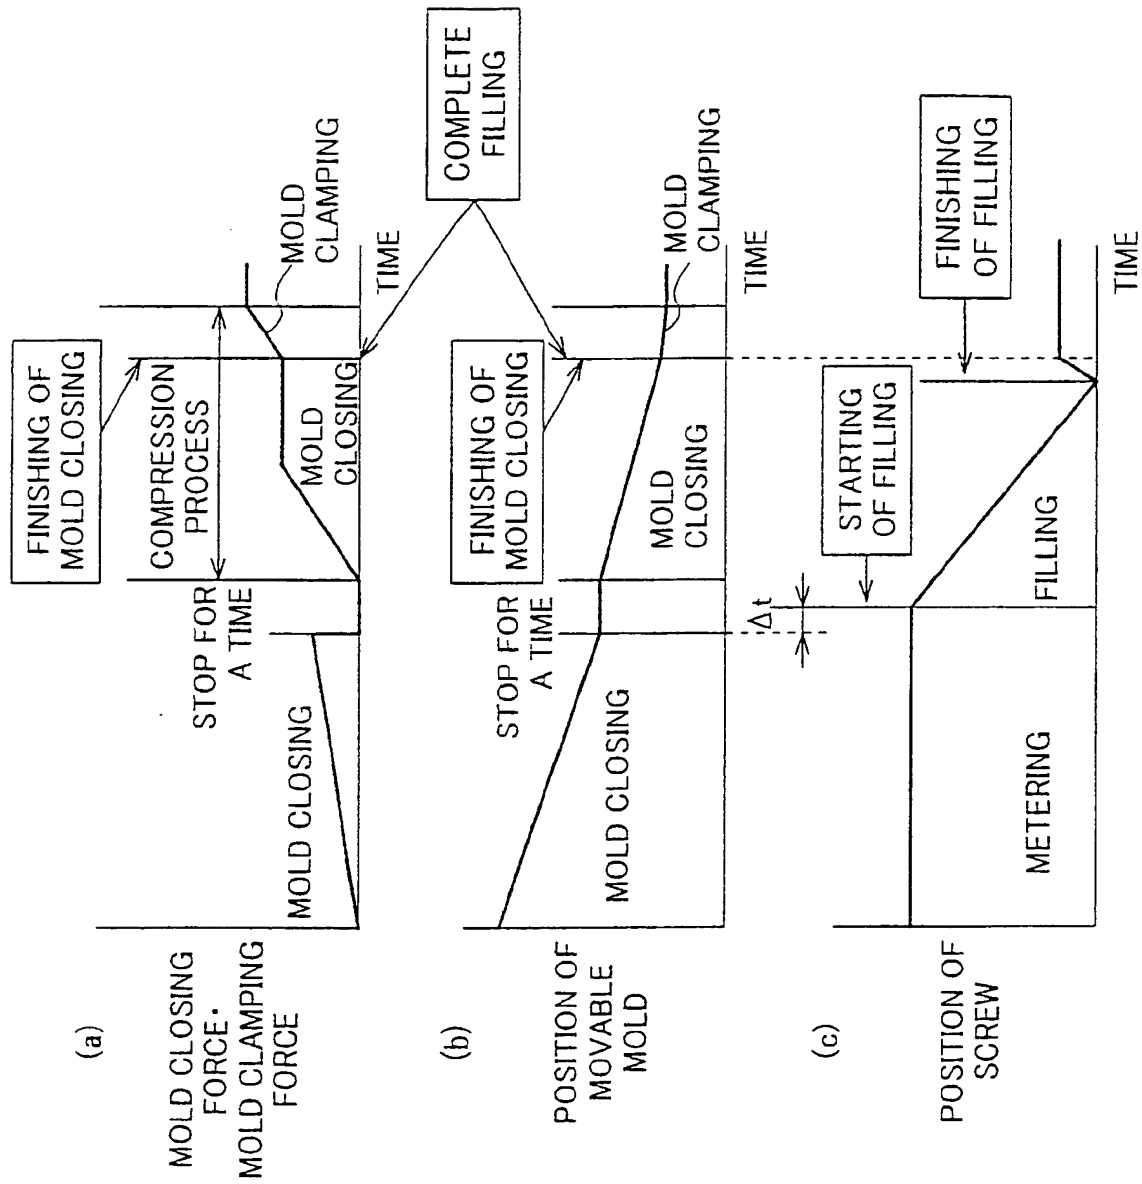 (a)
MOLD CLOSING
FORCE·
MOLD CLAMPING
FORCE
FINISHING OF
MOLD CLOSING
COMPRESSION
PROCESS
STOP FOR
A TIME
MOLD CLOSING
MOLD
CLOSING
MOLD
CLAMPING
TIME
COMPLETE
FILLING
(b)
POSITION OF
MOVABLE
MOLD
FINISHING OF
MOLD CLOSING
STOP FOR
A TIME
MOLD CLOSING
MOLD
CLOSING
MOLD
CLAMPING
TIME
(c)
POSITION OF
SCREW
Δt
STARTING
OF FILLING
FINISHING
OF FILLING
METERING
FILLING
TIME